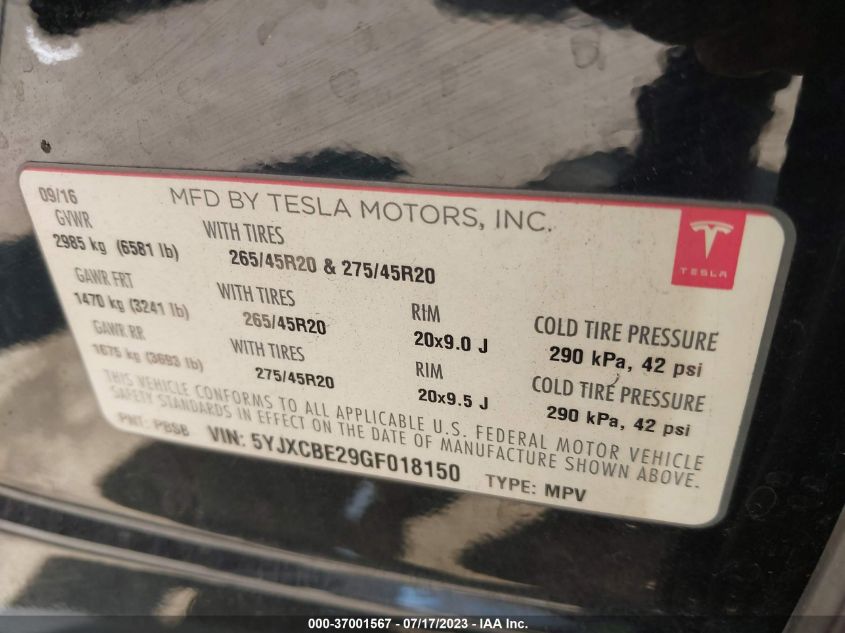 09/16
MFD BY TESLA MOTORS, INC.
TESLA
GVWR
2985 kg (6581 lb)
WITH TIRES
265/45R20 & 275/45R20
GAWR FRT
1470 kg (3241 lb)
WITH TIRES
265/45R20
RIM
20x9.0 J
COLD TIRE PRESSURE
290 kPa, 42 psi
GAWR RR
1675 kg (3693 lb)
WITH TIRES
275/45R20
RIM
20x9.5 J
COLD TIRE PRESSURE
290 kPa, 42 psi
THIS VEHICLE CONFORMS TO ALL APPLICABLE U.S. FEDERAL MOTOR VEHICLE
SAFETY STANDARDS IN EFFECT ON THE DATE OF MANUFACTURE SHOWN ABOVE.
PNT: PBSB VIN: 5YJXCBE29GF018150 TYPE: MPV
000-37001567 - 07/17/2023 - IAA Inc.